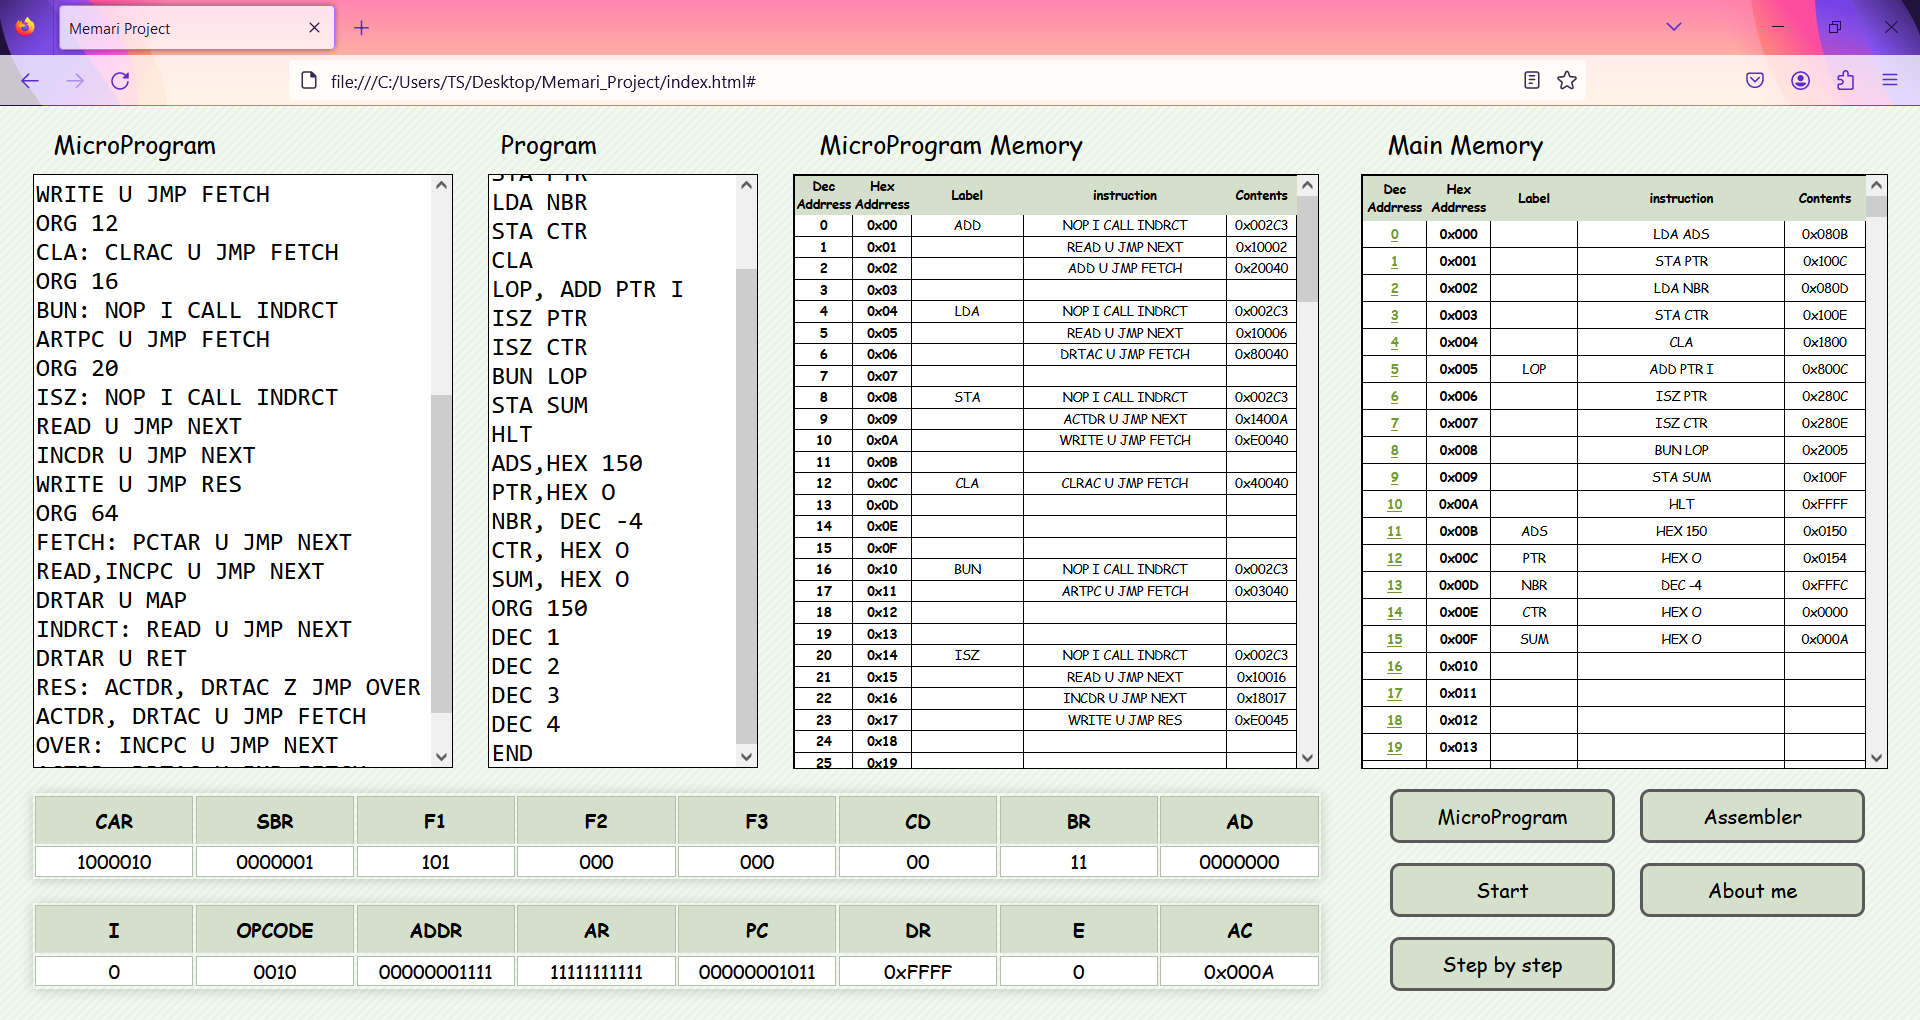 Memari Project
file:///C:/Users/TS/Desktop/Memari_Project/index.html#
MicroProgram
WRITE U JMP FETCH
ORG 12
CLA: CLRAC U JMP FETCH
ORG 16
BUN: NOP I CALL INDRCT
ARTPC U JMP FETCH
ORG 20
ISZ: NOP I CALL INDRCT
READ U JMP NEXT
INCDR U JMP NEXT
WRITE U JMP RES
ORG 64
FETCH: PCTAR U JMP NEXT
READ,INCPC U JMP NEXT
DRTAR U MAP
INDRCT: READ U JMP NEXT
DRTAR U RET
RES: ACTDR, DRTAC Z JMP OVER
ACTDR, DRTAC U JMP FETCH
OVER: INCPC U JMP NEXT
Program
STA PTR
LDA NBR
STA CTR
CLA
LOP, ADD PTR I
ISZ PTR
ISZ CTR
BUN LOP
STA SUM
HLT
ADS,HEX 150
PTR,HEX O
NBR, DEC -4
CTR, HEX O
SUM, HEX O
ORG 150
DEC 1
DEC 2
DEC 3
DEC 4
END
MicroProgram Memory
Dec Addrress Hex Addrress Label instruction Contents
0 0x00 ADD NOP I CALL INDRCT 0x002C3
1 0x01 READ U JMP NEXT 0x10002
2 0x02 ADD U JMP FETCH 0x20040
3 0x03
4 0x04 LDA NOP I CALL INDRCT 0x002C3
5 0x05 READ U JMP NEXT 0x10006
6 0x06 DRTAC U JMP FETCH 0x80040
7 0x07
8 0x08 STA NOP I CALL INDRCT 0x002C3
9 0x09 ACTDR U JMP NEXT 0x1400A
10 0x0A WRITE U JMP FETCH 0xE0040
11 0x0B
12 0x0C CLA CLRAC U JMP FETCH 0x40040
13 0x0D
14 0x0E
15 0x0F
16 0x10 BUN NOP I CALL INDRCT 0x002C3
17 0x11 ARTPC U JMP FETCH 0x03040
18 0x12
19 0x13
20 0x14 ISZ NOP I CALL INDRCT 0x002C3
21 0x15 READ U JMP NEXT 0x10016
22 0x16 INCDR U JMP NEXT 0x18017
23 0x17 WRITE U JMP RES 0xE0045
24 0x18
25 0x19
Main Memory
Dec Addrress Hex Addrress Label instruction Contents
0 0x000 LDA ADS 0x080B
1 0x001 STA PTR 0x100C
2 0x002 LDA NBR 0x080D
3 0x003 STA CTR 0x100E
4 0x004 CLA 0x1800
5 0x005 LOP ADD PTR I 0x800C
6 0x006 ISZ PTR 0x280C
7 0x007 ISZ CTR 0x280E
8 0x008 BUN LOP 0x2005
9 0x009 STA SUM 0x100F
10 0x00A HLT 0xFFFF
11 0x00B ADS HEX 150 0x0150
12 0x00C PTR HEX O 0x0154
13 0x00D NBR DEC -4 0xFFFC
14 0x00E CTR HEX O 0x0000
15 0x00F SUM HEX O 0x000A
16 0x010
17 0x011
18 0x012
19 0x013
CAR SBR F1 F2 F3 CD BR AD
1000010 0000001 101 000 000 00 11 0000000
I OPCODE ADDR AR PC DR E AC
0 0010 00000001111 11111111111 00000001011 0xFFFF 0 0x000A
MicroProgram Assembler
Start About me
Step by step